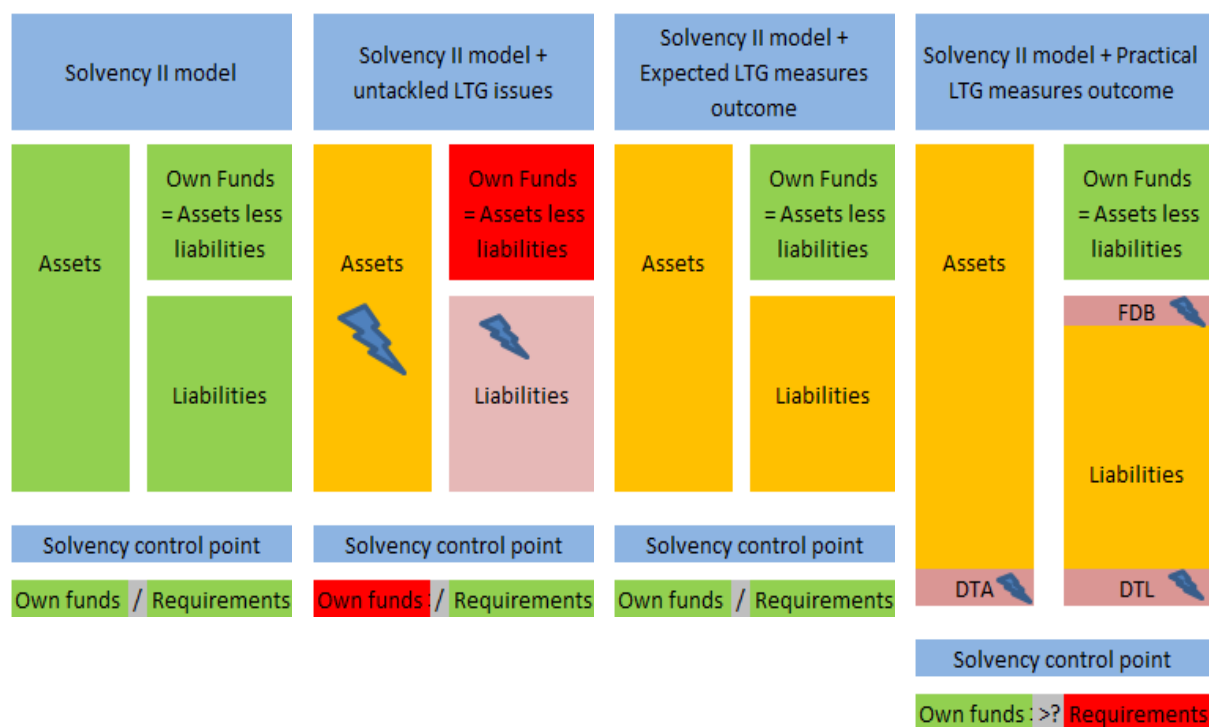 Solvency II model
Assets
Own Funds
= Assets less
liabilities
Liabilities
Solvency control point
Own funds / Requirements
Solvency II model +
untackled LTG issues
Assets
Own Funds
= Assets less
liabilities
Liabilities
Solvency control point
Own funds: / Requirements
Solvency II model +
Expected LTG measures
outcome
Assets
Own Funds
= Assets less
liabilities
Liabilities
Solvency control point
Own funds / Requirements
Solvency II model + Practical
LTG measures outcome
Assets
Own Funds
= Assets less
liabilities
FDB
Liabilities
DTA
DTL
Solvency control point
Own funds: >? Requirements